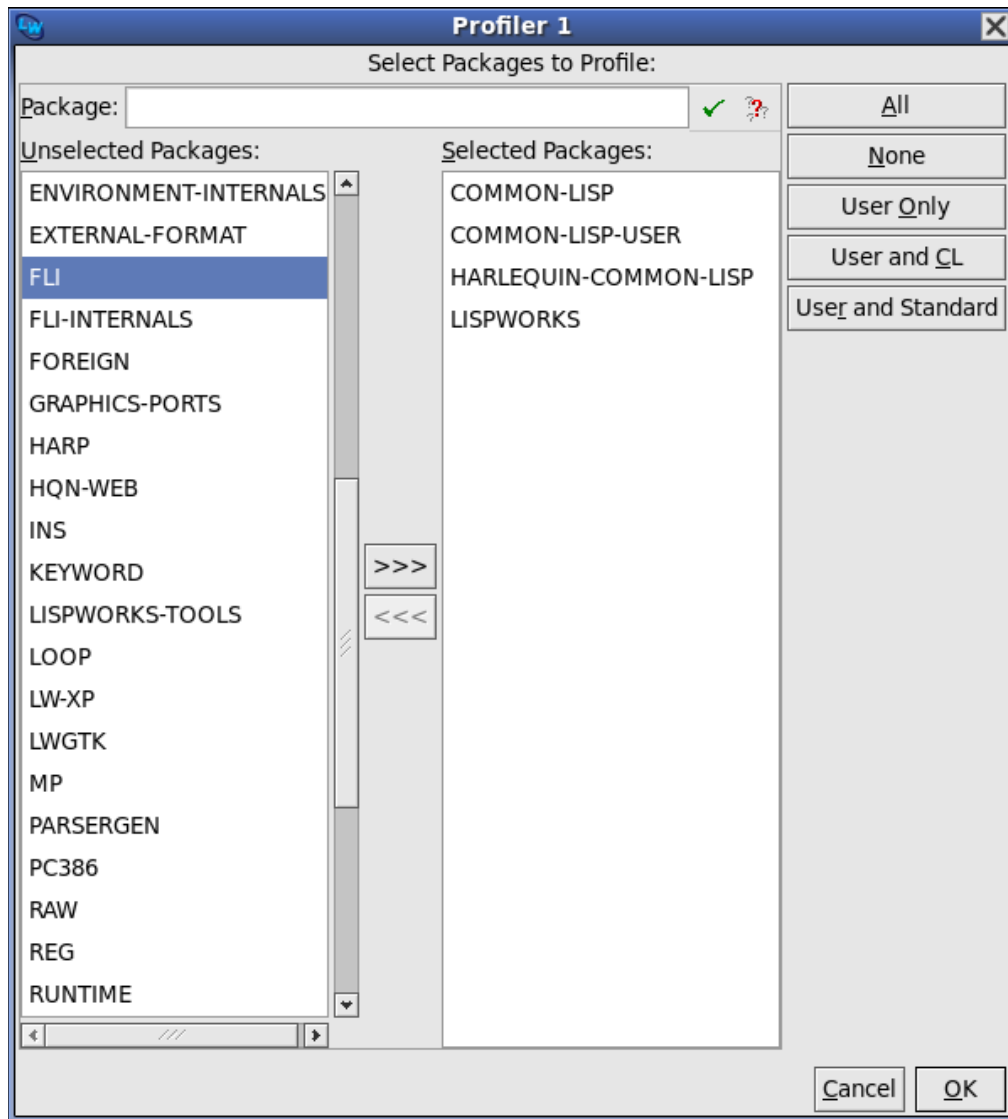 LW
Profiler 1
Select Packages to Profile:
Package:
Unselected Packages:
ENVIRONMENT-INTERNALS
EXTERNAL-FORMAT
FLI
FLI-INTERNALS
FOREIGN
GRAPHICS-PORTS
HARP
HQN-WEB
INS
KEYWORD
LISPWORKS-TOOLS
LOOP
LW-XP
LWGTK
MP
PARSERGEN
PC386
RAW
REG
RUNTIME
>>>
<<<
Selected Packages:
COMMON-LISP
COMMON-LISP-USER
HARLEQUIN-COMMON-LISP
LISPWORKS
All
None
User Only
User and CL
User and Standard
Cancel
OK